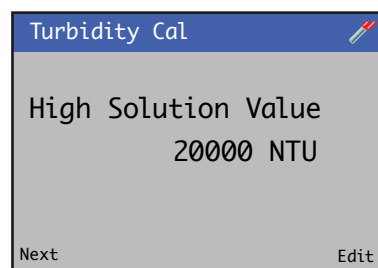 Turbidity Cal
High Solution Value
20000 NTU
Next Edit